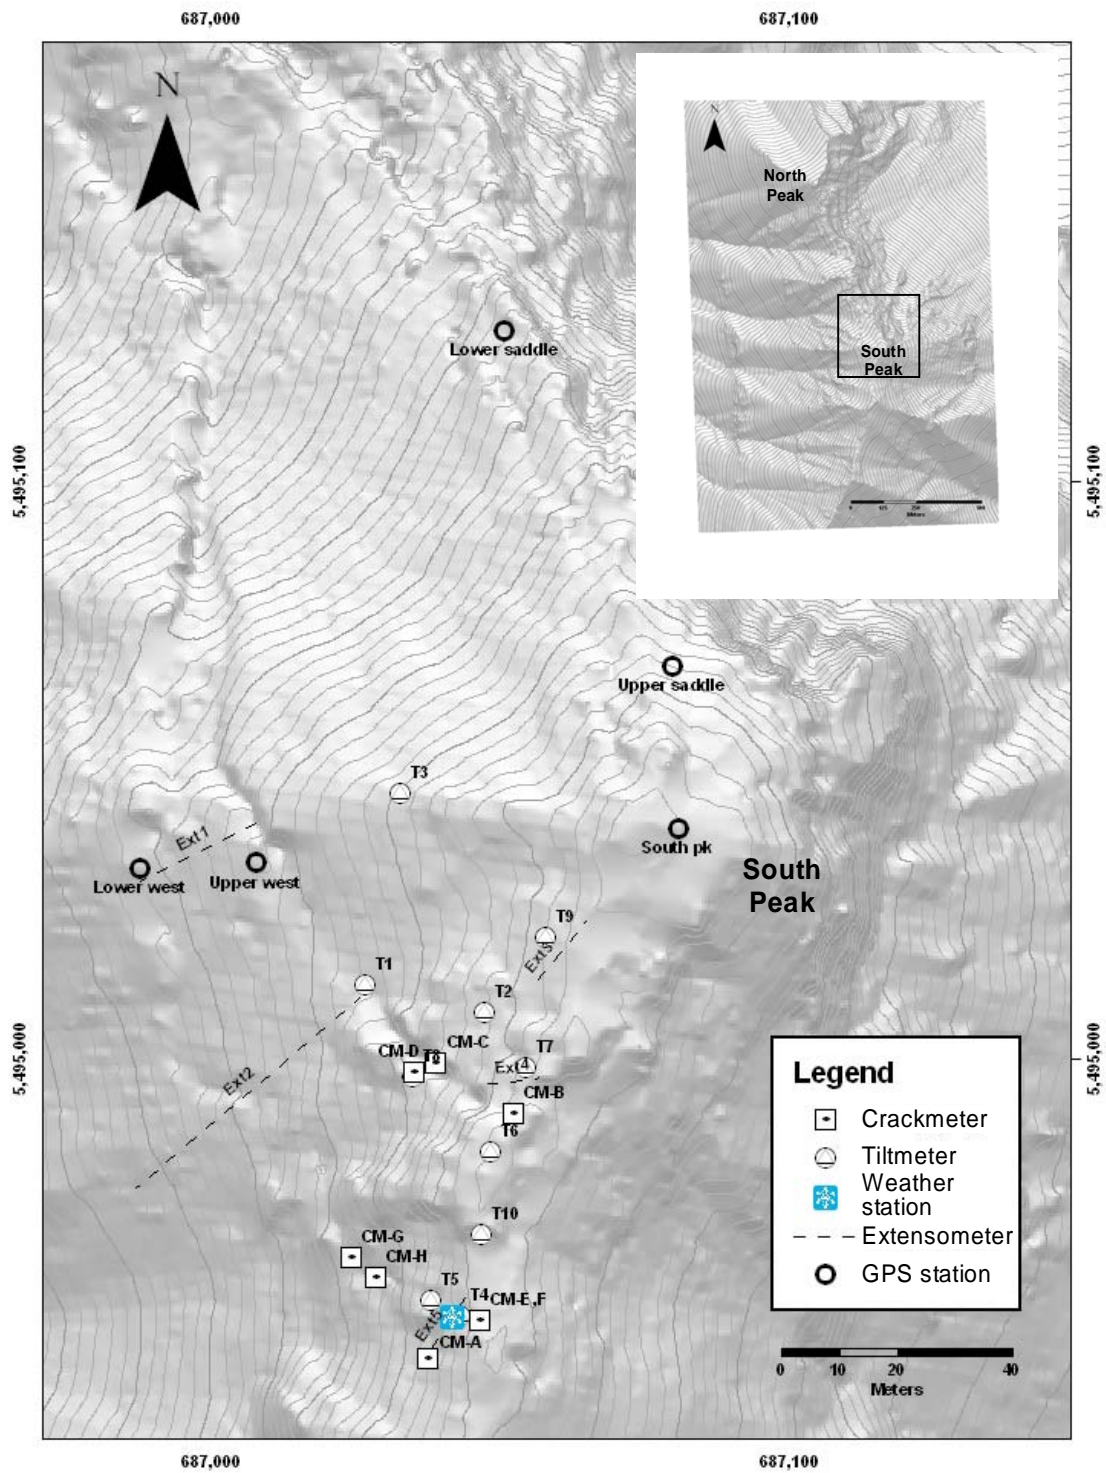 687,000
687,100
N
N
North
Peak
South
Peak
Meters
Lower saddle
5,495,100
5,495,100
Upper saddle
T3
Ext1
South pk
Lower west
Upper west
South
Peak
T9
Ext3
T1
T2
CM-C
CM-D
T8
T7
Ext4
5,495,000
5,495,000
Ext2
CM-B
T6
T10
CM-G
CM-H
T5
T4
CM-E,F
Ext5
CM-A
Legend
Crackmeter
Tiltmeter
Weather
station
Extensometer
GPS station
0 10 20 40
Meters
687,000
687,100